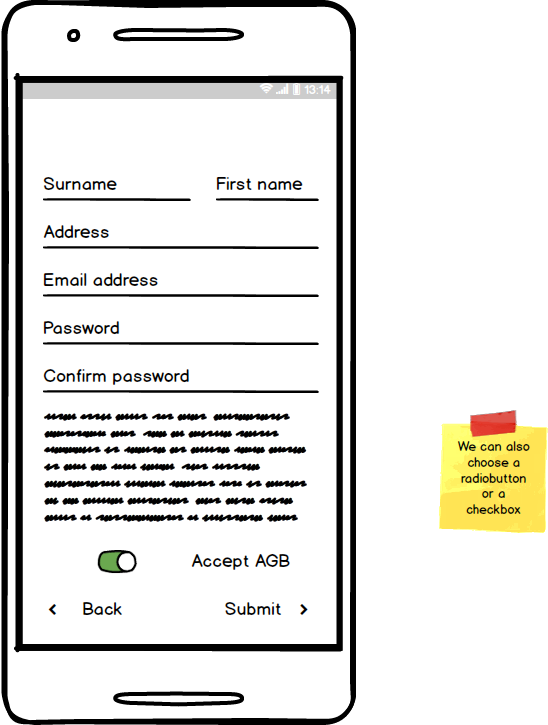 13:14
Surname First name
Address
Email address
Password
Confirm password
We can also
choose a
radiobutton
or a
checkbox
Accept AGB
Back Submit